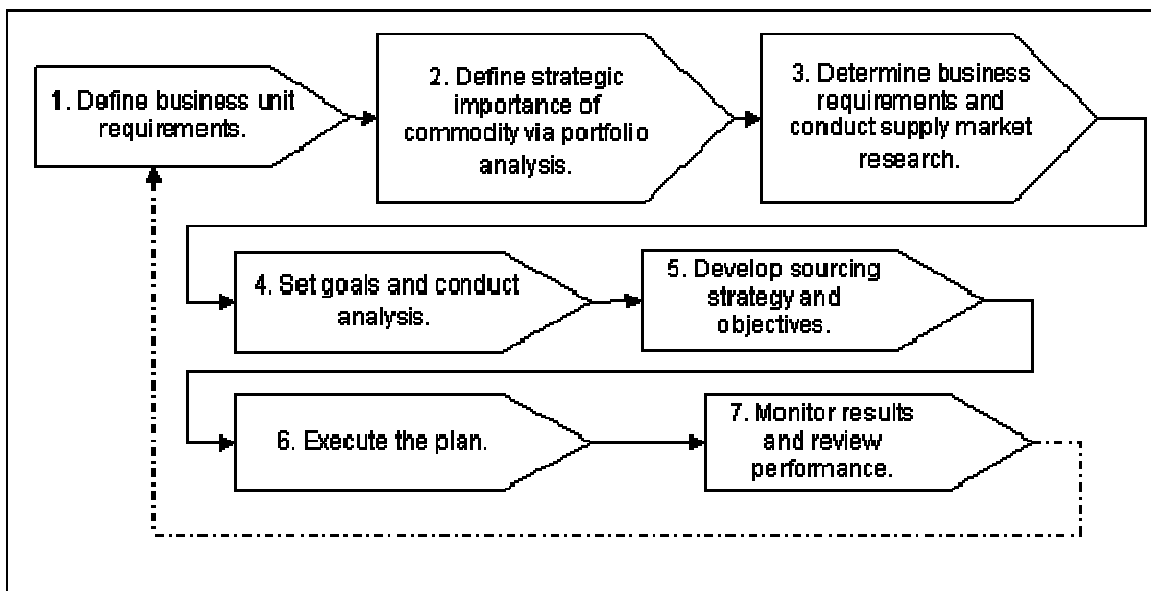 1. Define business unit
requirements.
2. Define strategic
importance of
commodity via portfolio
analysis.
3. Determine business
requirements and
conduct supply market
research.
4. Set goals and conduct
analysis.
5. Develop sourcing
strategy and
objectives.
6. Execute the plan.
7. Monitor results
and review
performance.